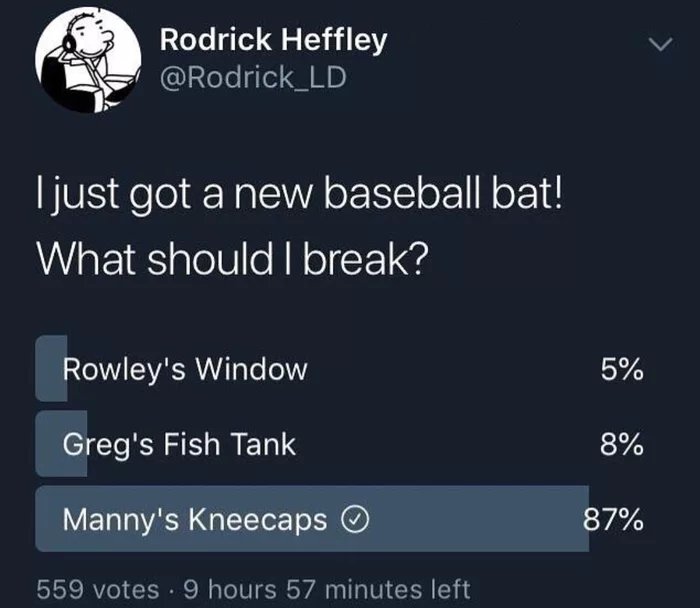 Rodrick Heffley
@Rodrick_LD
I just got a new baseball bat!
What should I break?
Rowley's Window 5%
Greg's Fish Tank 8%
Manny's Kneecaps 87%
559 votes · 9 hours 57 minutes left